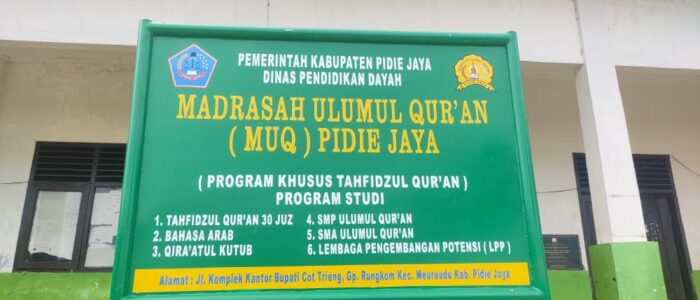 PEMERINTAH KABUPATEN PIDIE JAYA
DINAS PENDIDIKAN DAYAH
MADRASAH ULUMUL QUR'AN
( MUQ ) PIDIE JAYA
( PROGRAM KHUSUS TAHFIDZUL QUR'AN )
PROGRAM STUDI
1. TAHFIDZUL QUR'AN 30 JUZ
2. BAHASA ARAB
3. QIRA'ATUL KUTUB
4. SMP ULUMUL QUR'AN
5. SMA ULUMUL QUR'AN
6. LEMBAGA PENGEMBANGAN POTENSI ( LPP )
Alamat : Jl. Komplek Kantor Bupati Cot Trieng, Gp. Rungkom Kec. Meureudu Kab. Pidie Jaya